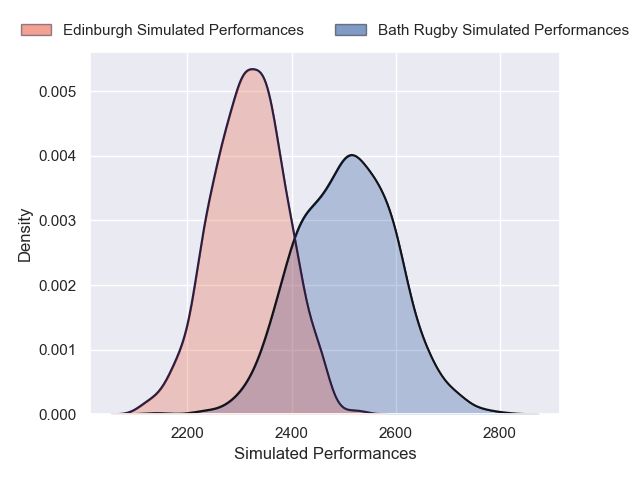 Edinburgh Simulated Performances
Bath Rugby Simulated Performances
0.005
0.004
0.003
0.002
0.001
0.000
Density
2200
2400
2600
2800
Simulated Performances